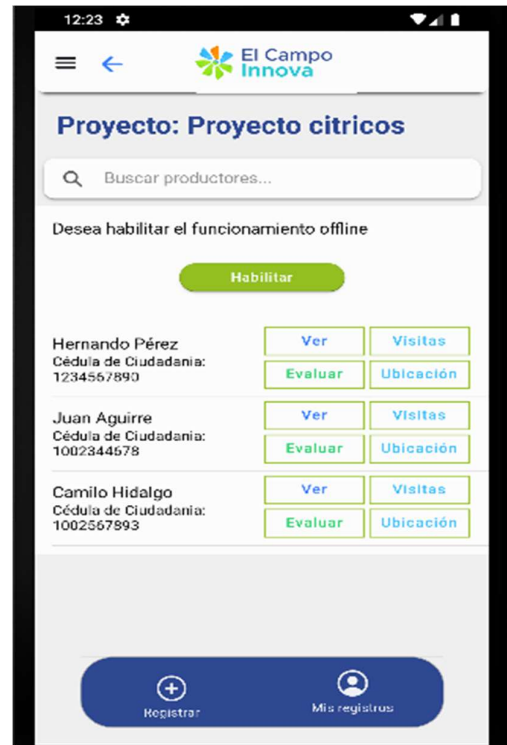 12:23
El Campo
Innova
Proyecto: Proyecto citricos
Buscar productores...
Desea habilitar el funcionamiento offline
Habilitar
Hernando Pérez
Cédula de Ciudadania:
1234567890
Ver
Visitas
Evaluar
Ubicación
Juan Aguirre
Cédula de Ciudadania:
1002344678
Ver
Visitas
Evaluar
Ubicación
Camilo Hidalgo
Cédula de Ciudadania:
1002567893
Ver
Visitas
Evaluar
Ubicación
Registrar
Mis registros